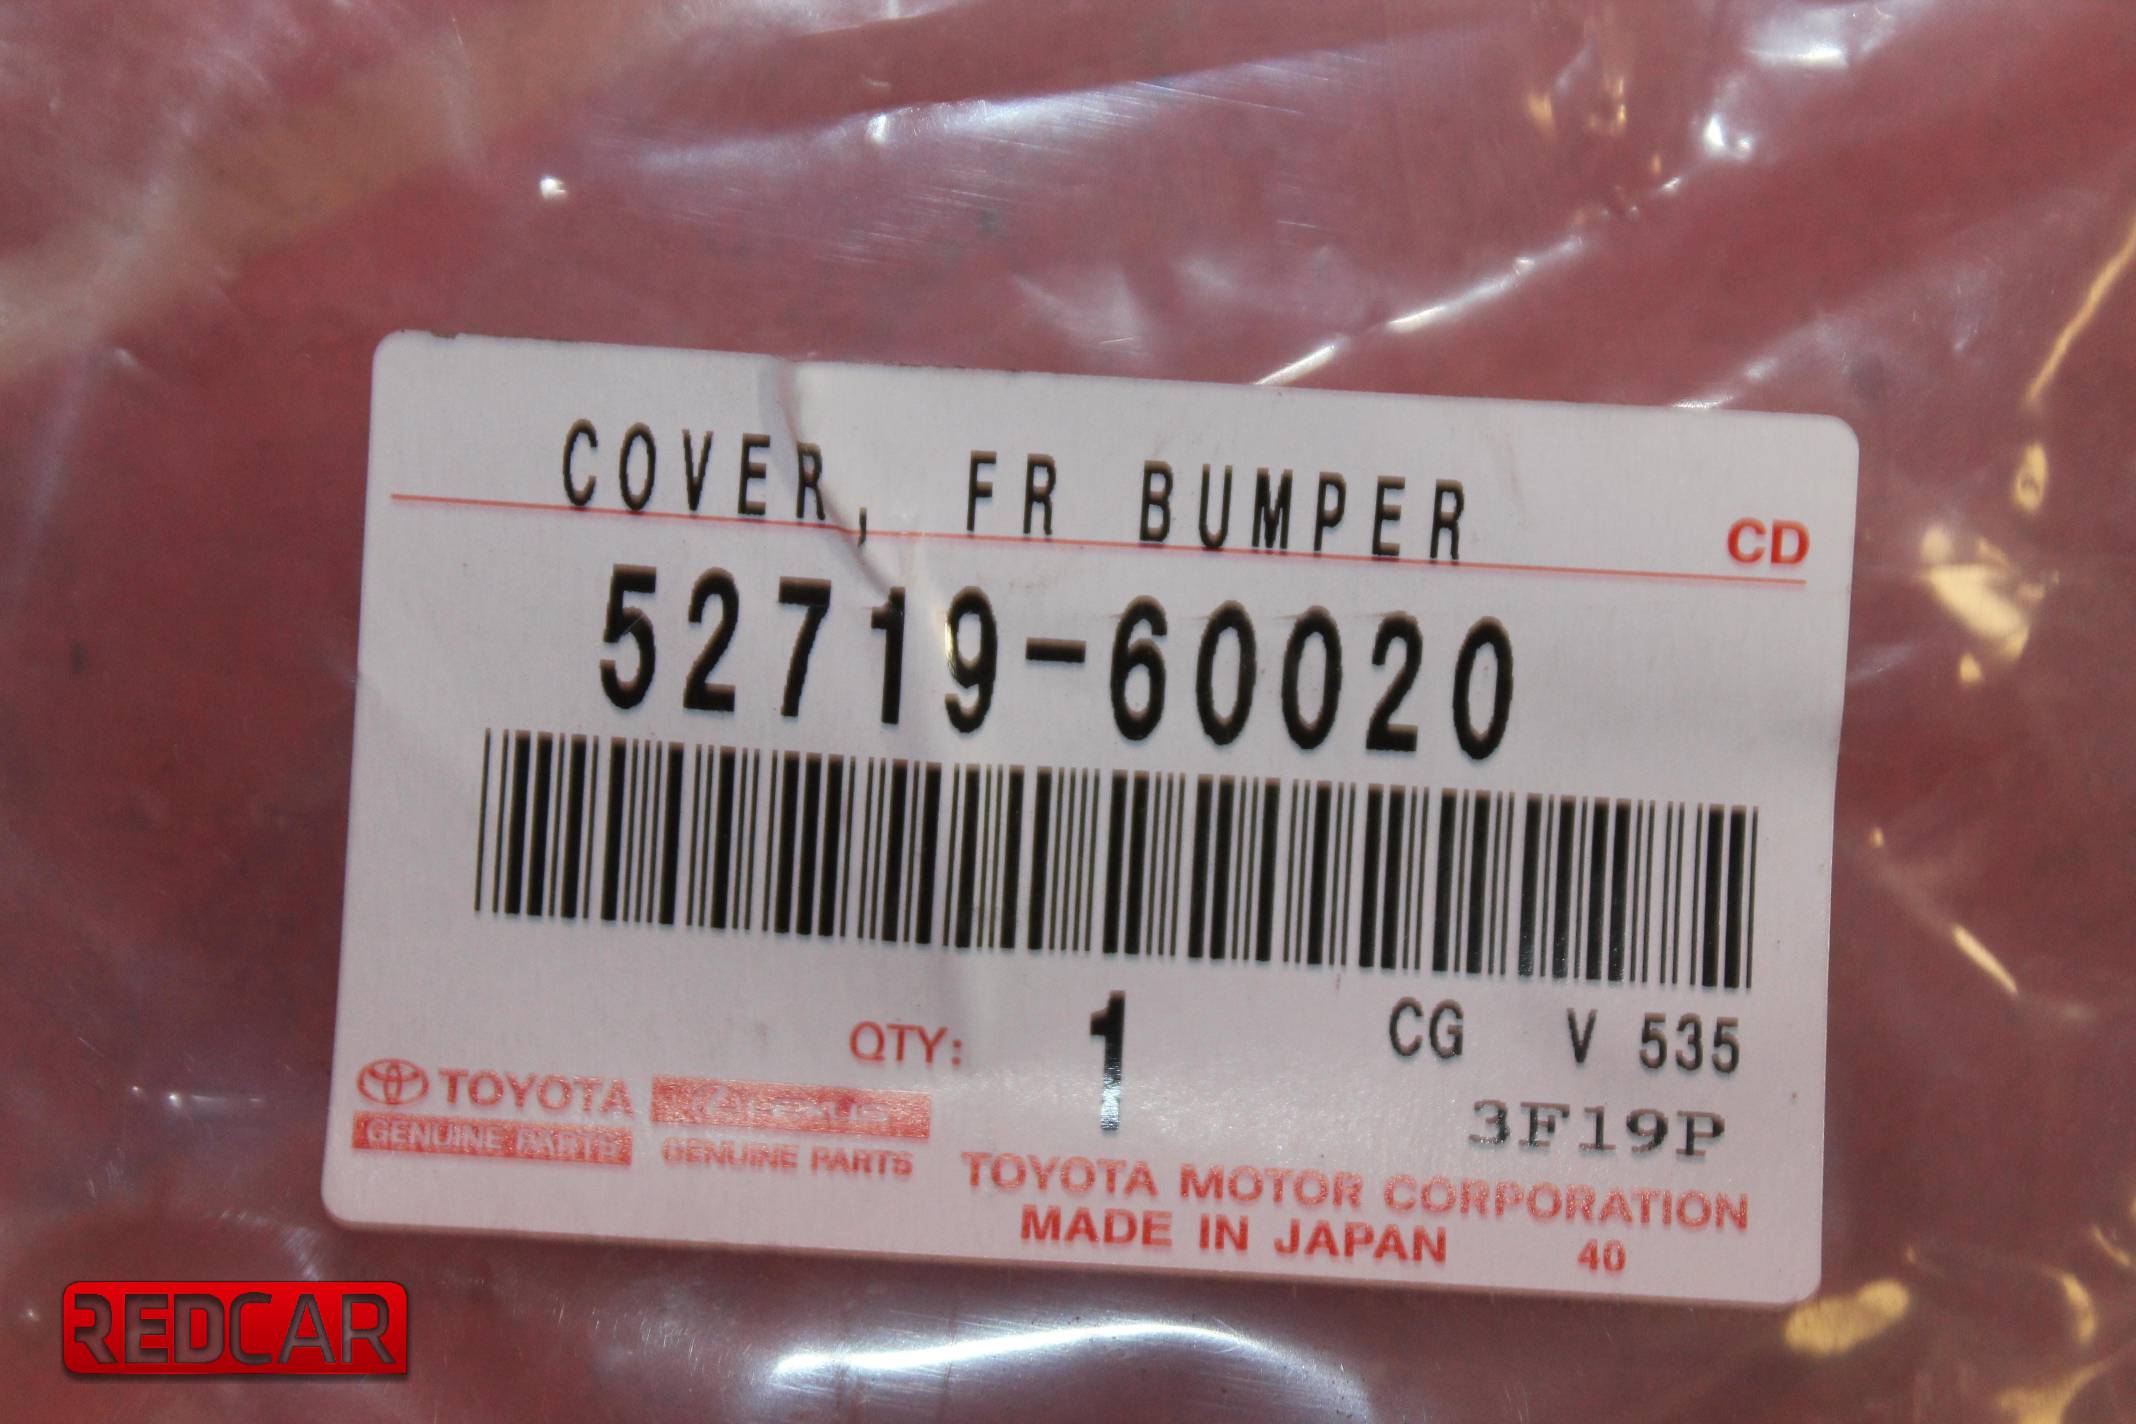 COVER, FR BUMPER
CD
52719-60020
QTY: 1 CG V 535
3F19P
TOYOTA LEXUS
GENUINE PARTS GENUINE PARTS
TOYOTA MOTOR CORPORATION
MADE IN JAPAN 40
REDCAR